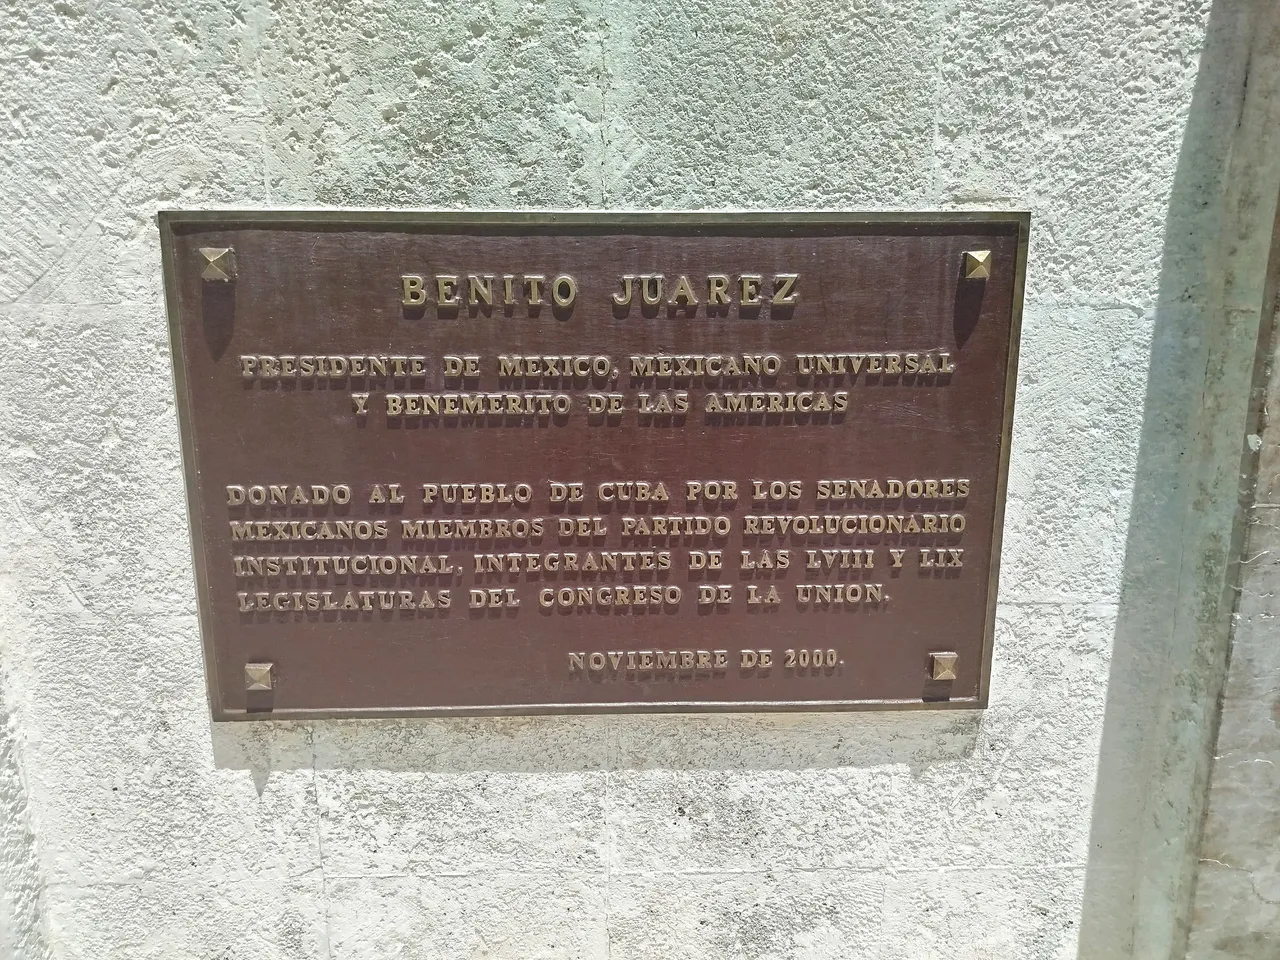 BENITO JUAREZ
PRESIDENTE DE MEXICO, MEXICANO UNIVERSAL
Y BENEMERITO DE LAS AMERICAS
DONADO AL PUEBLO DE CUBA POR LOS SENADORES
MEXICANOS MIEMBROS DEL PARTIDO REVOLUCIONARIO
INSTITUCIONAL, INTEGRANTES DE LAS LVIII Y LIX
LEGISLATURAS DEL CONGRESO DE LA UNION.
NOVIEMBRE DE 2000.